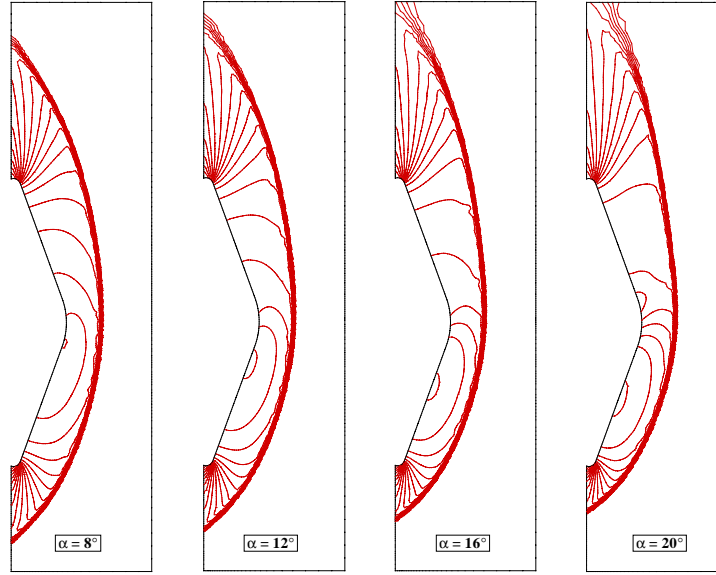 α = 8°
α = 12°
α = 16°
α = 20°